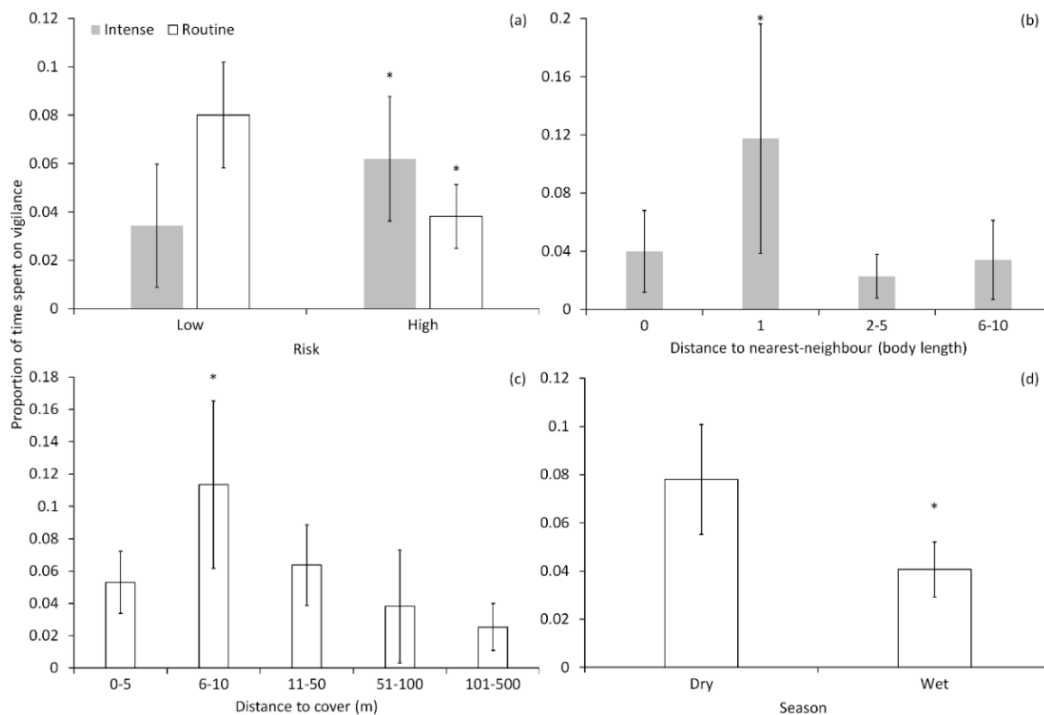 Proportion of time spent on vigilance
(a)
Intense Routine
0.12
0.1
0.08
0.06
0.04
0.02
0
*
*
Low High
Risk
(b)
0.2
0.16
0.12
0.08
0.04
0
*
0 1 2-5 6-10
Distance to nearest-neighbour (body length)
(c)
0.18
0.16
0.14
0.12
0.1
0.08
0.06
0.04
0.02
0
*
0-5 6-10 11-50 51-100 101-500
Distance to cover (m)
(d)
0.12
0.1
0.08
0.06
0.04
0.02
0
*
Dry Wet
Season